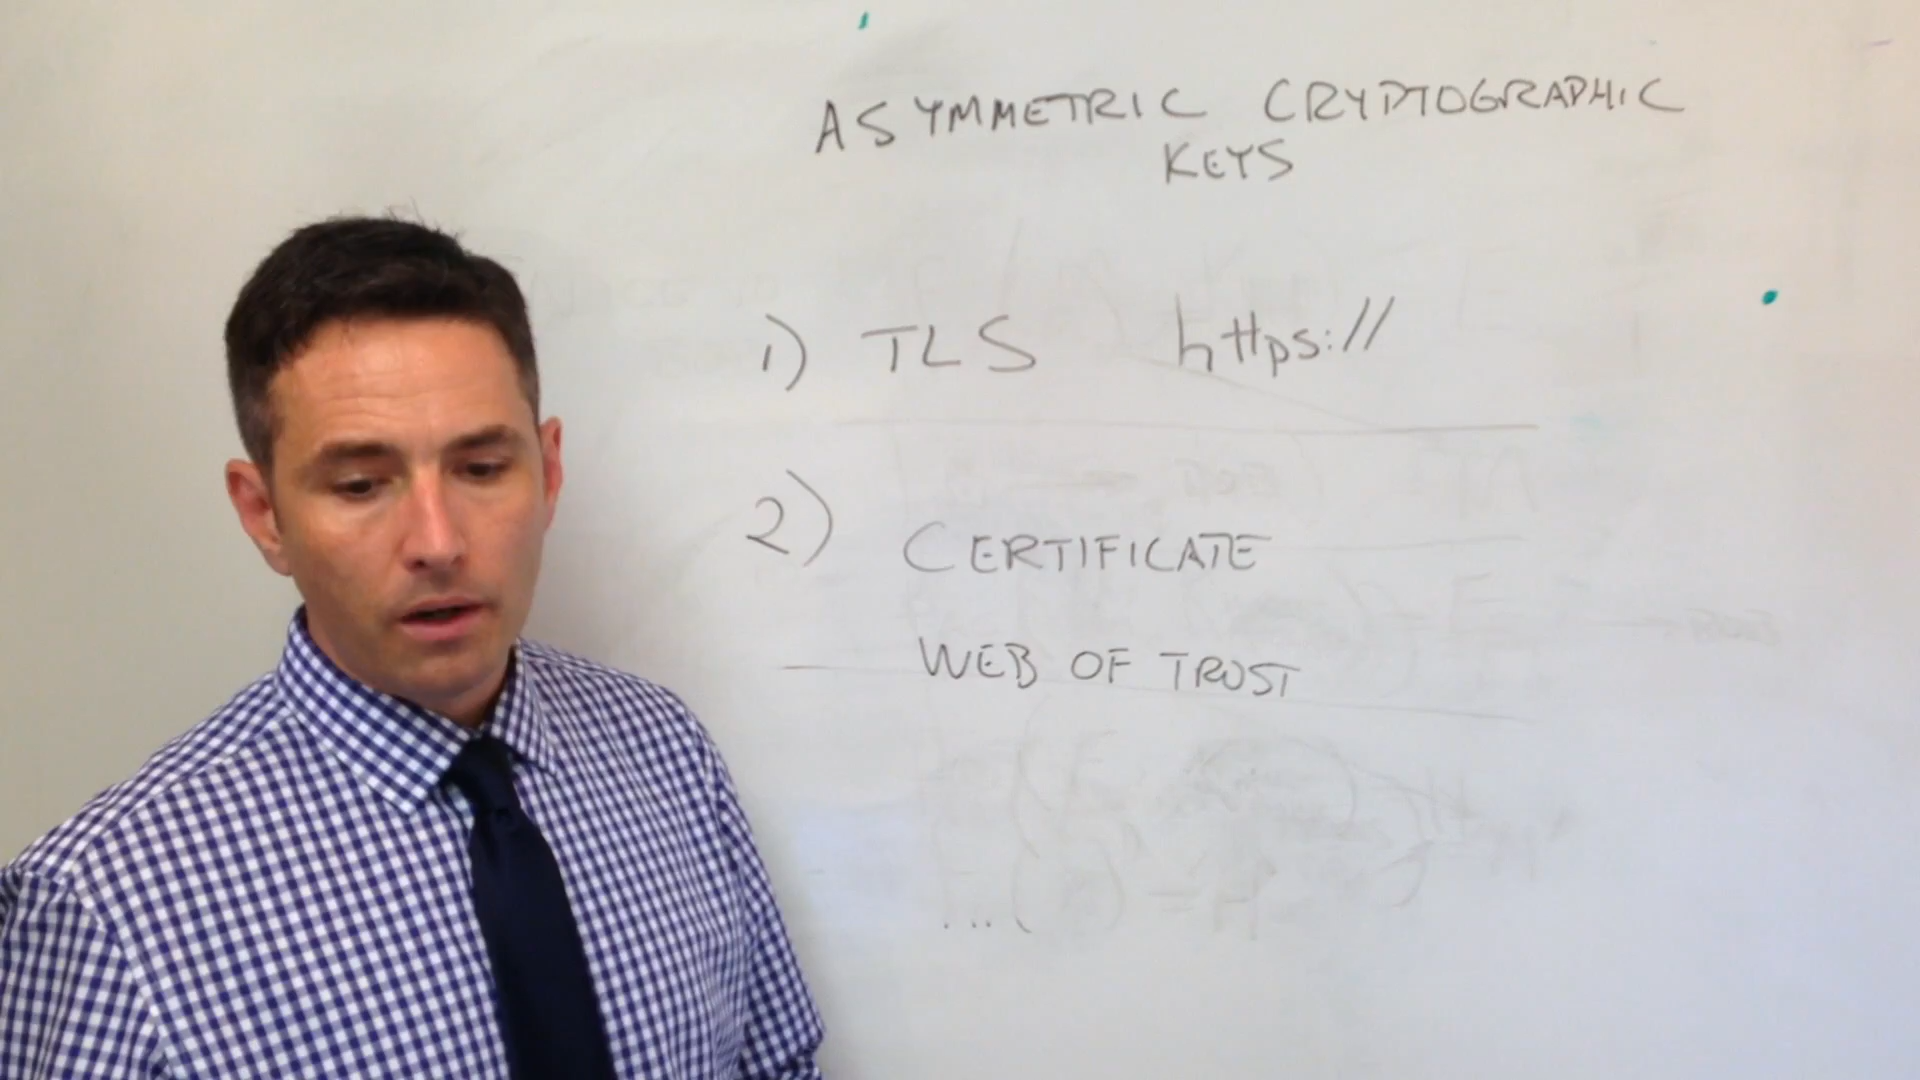 ASYMMETRIC CRYPTOGRAPHIC
KEYS
1) TLS https://
2) CERTIFICATE
WEB OF TRUST